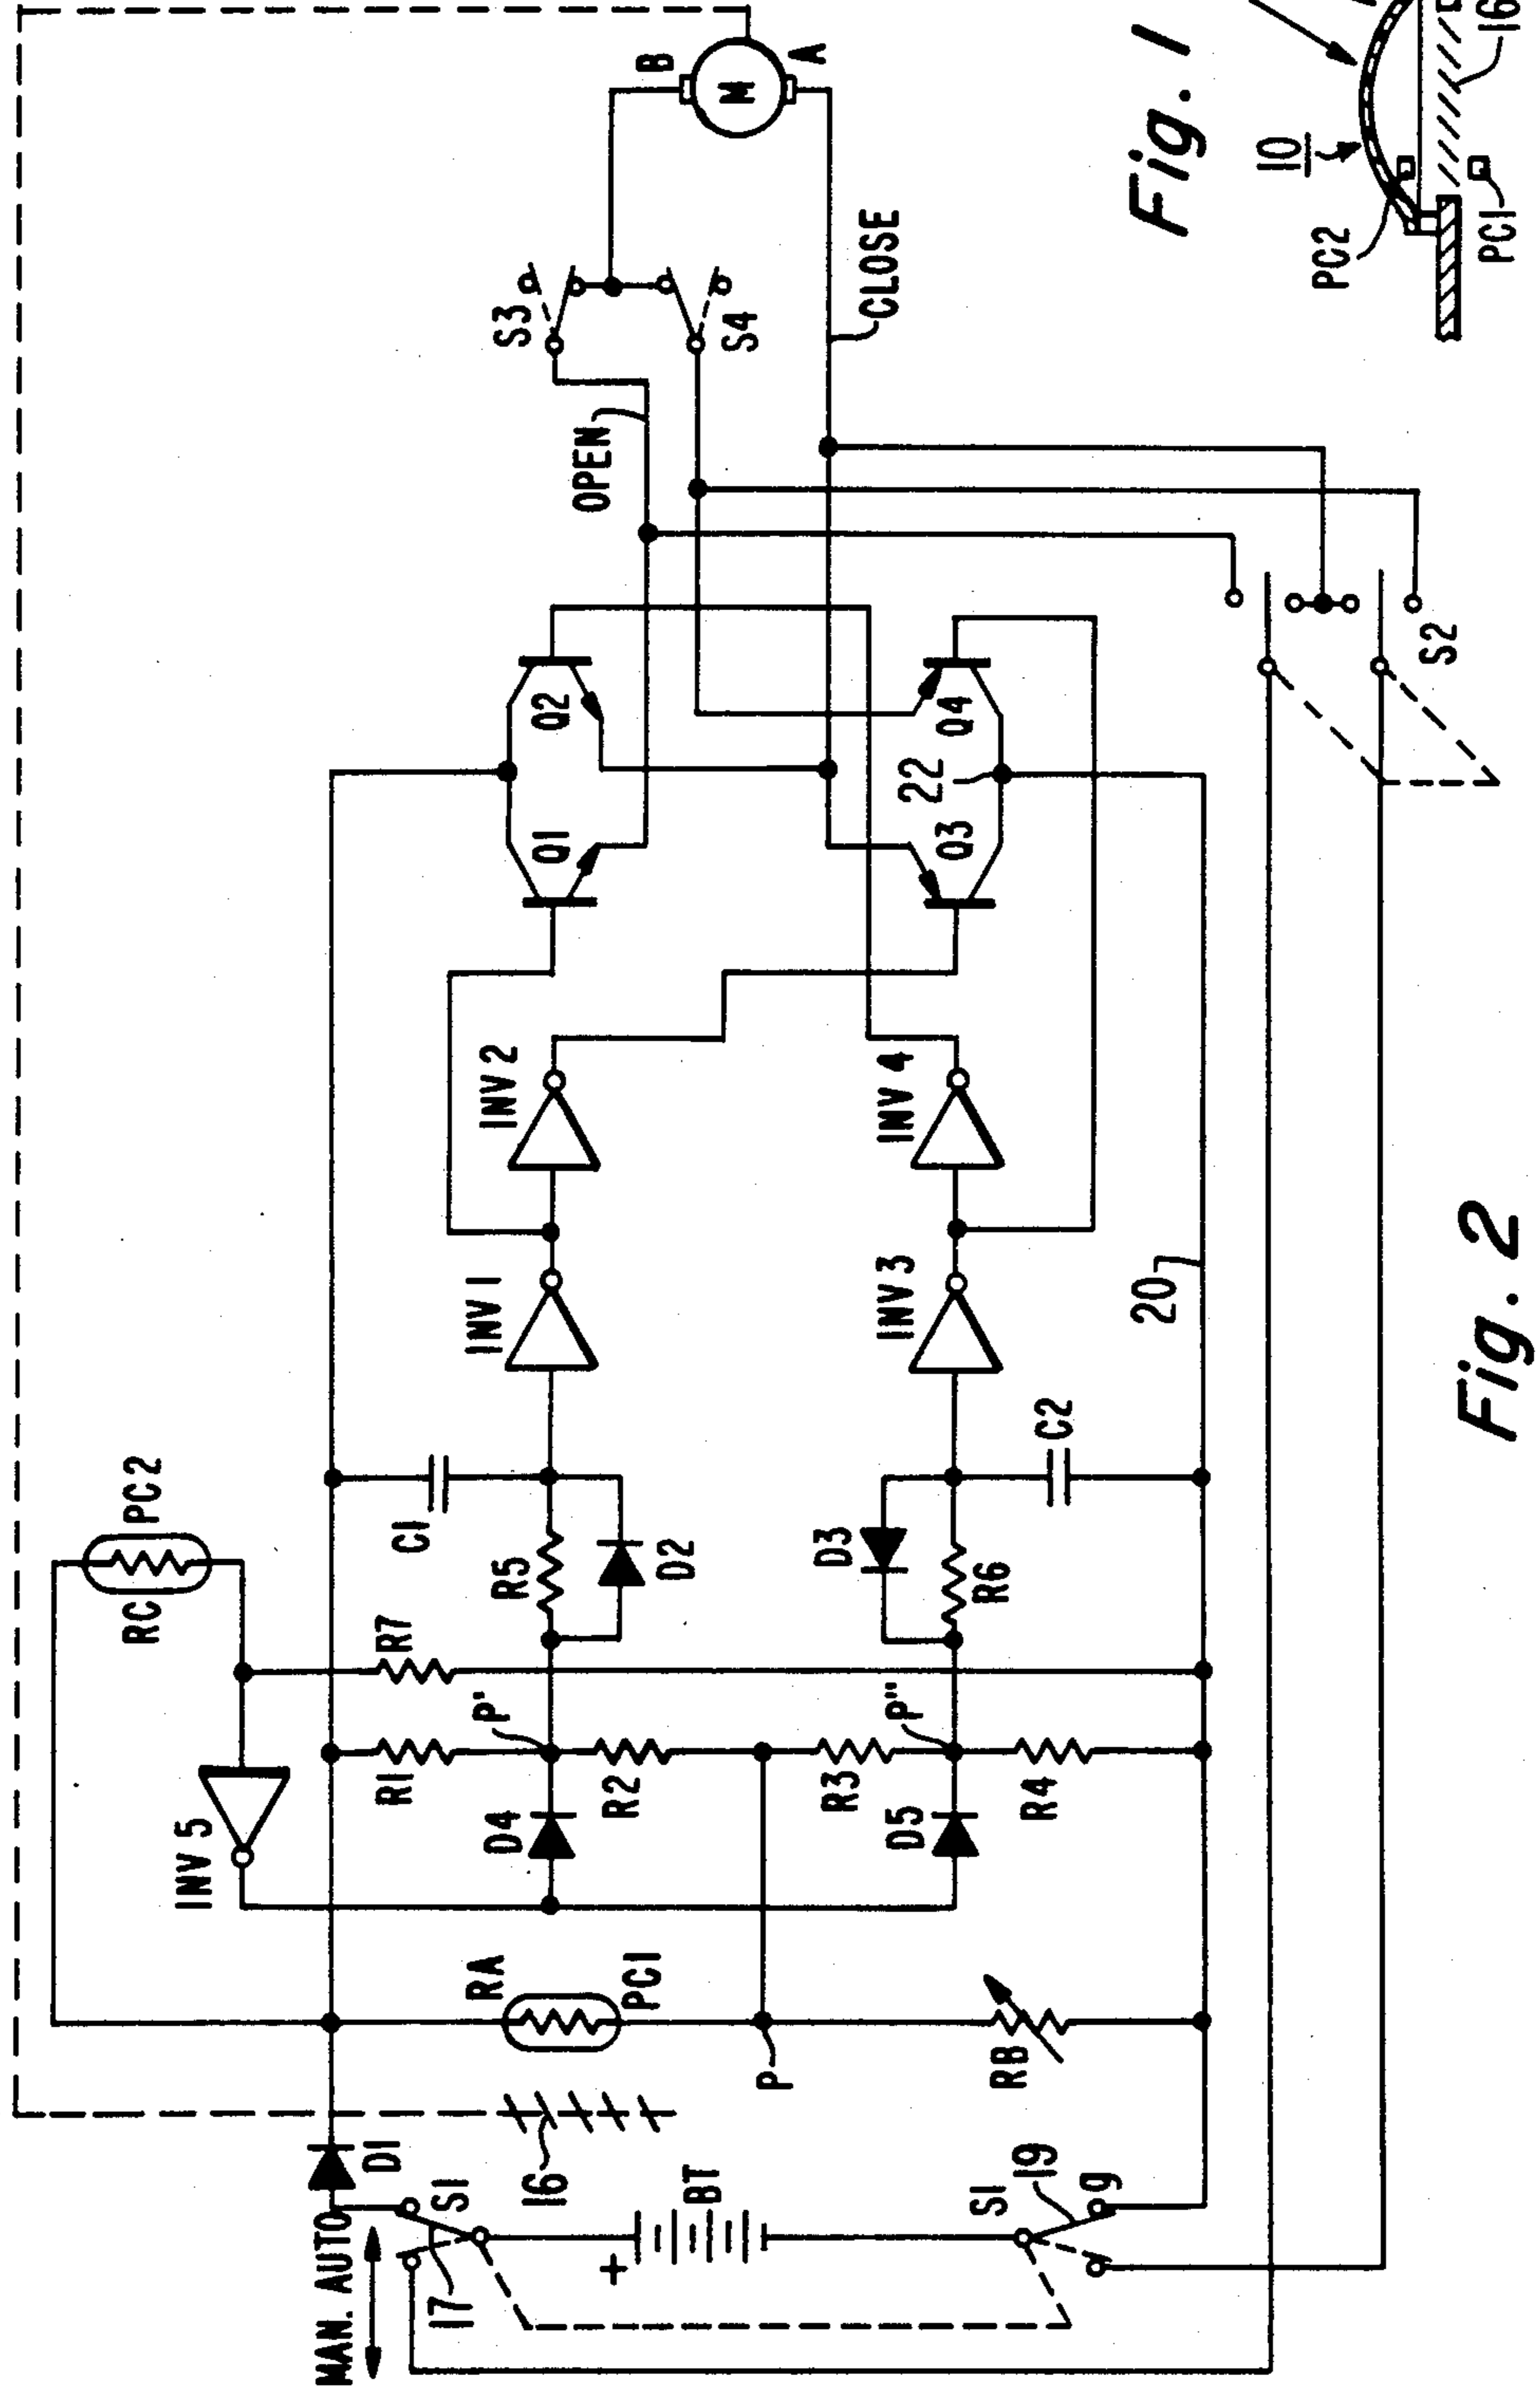 MAN. AUTO
17
S1
D1
16
BT
+
S1
19
g
RA
PC1
P
RB
INV 5
RC
PC2
R1
R7
P'
D4
R2
R3
P"
D5
R4
C1
R5
D2
D3
R6
C2
INV 1
INV 2
INV 3
INV 4
20
Q1
Q2
Q3
Q4
22
OPEN
CLOSE
S3
S4
S2
B
M
A
Fig. 2
Fig. 1
10
PC2
PC1
16